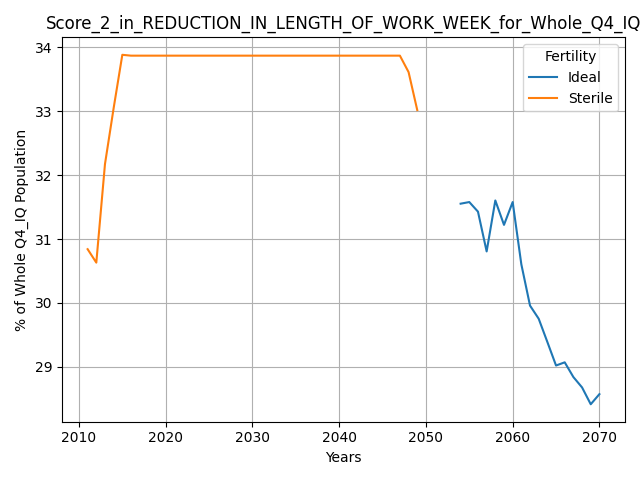 Score_2_in_REDUCTION_IN_LENGTH_OF_WORK_WEEK_for_Whole_Q4_IQ
34
33
32
31
30
29
% of Whole Q4_IQ Population
Fertility
Ideal
Sterile
2010 2020 2030 2040 2050 2060 2070
Years